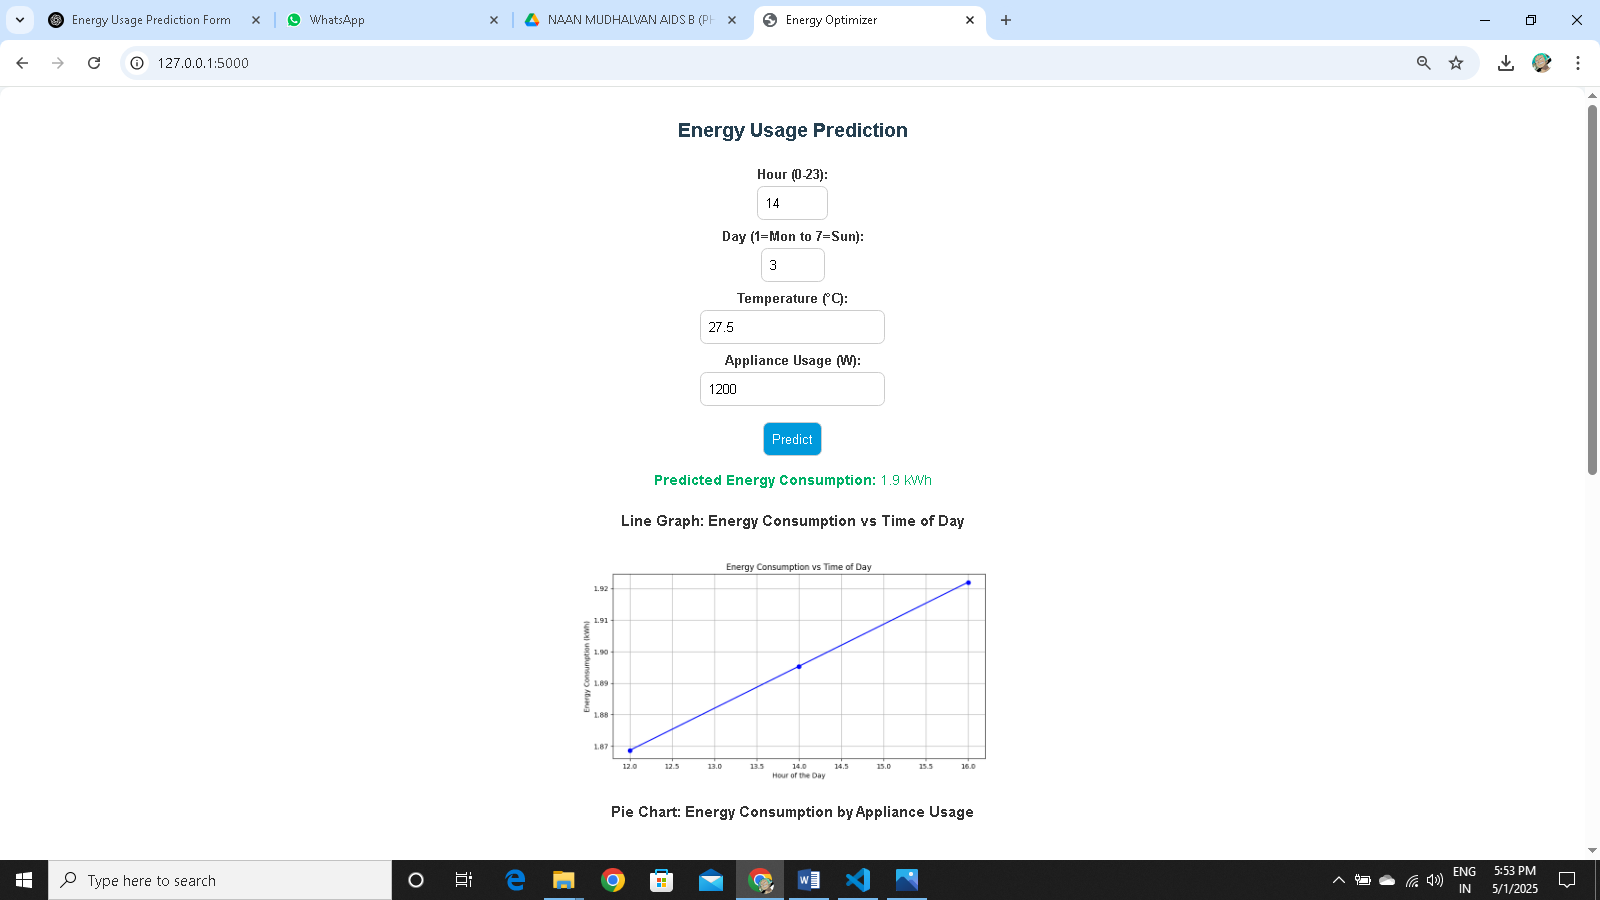 Energy Usage Prediction Form
WhatsApp
NAAN MUDHALVAN AIDS B (PH
Energy Optimizer
127.0.0.1:5000
Energy Usage Prediction
Hour (0-23):
14
Day (1=Mon to 7=Sun):
3
Temperature (°C):
27.5
Appliance Usage (W):
1200
Predict
Predicted Energy Consumption: 1.9 kWh
Line Graph: Energy Consumption vs Time of Day
Energy Consumption vs Time of Day
Energy Consumption (kWh)
1.92
1.91
1.90
1.89
1.88
1.87
12.0 12.5 13.0 13.5 14.0 14.5 15.0 15.5 16.0
Hour of the Day
Pie Chart: Energy Consumption by Appliance Usage
Type here to search
ENG
IN
5:53 PM
5/1/2025